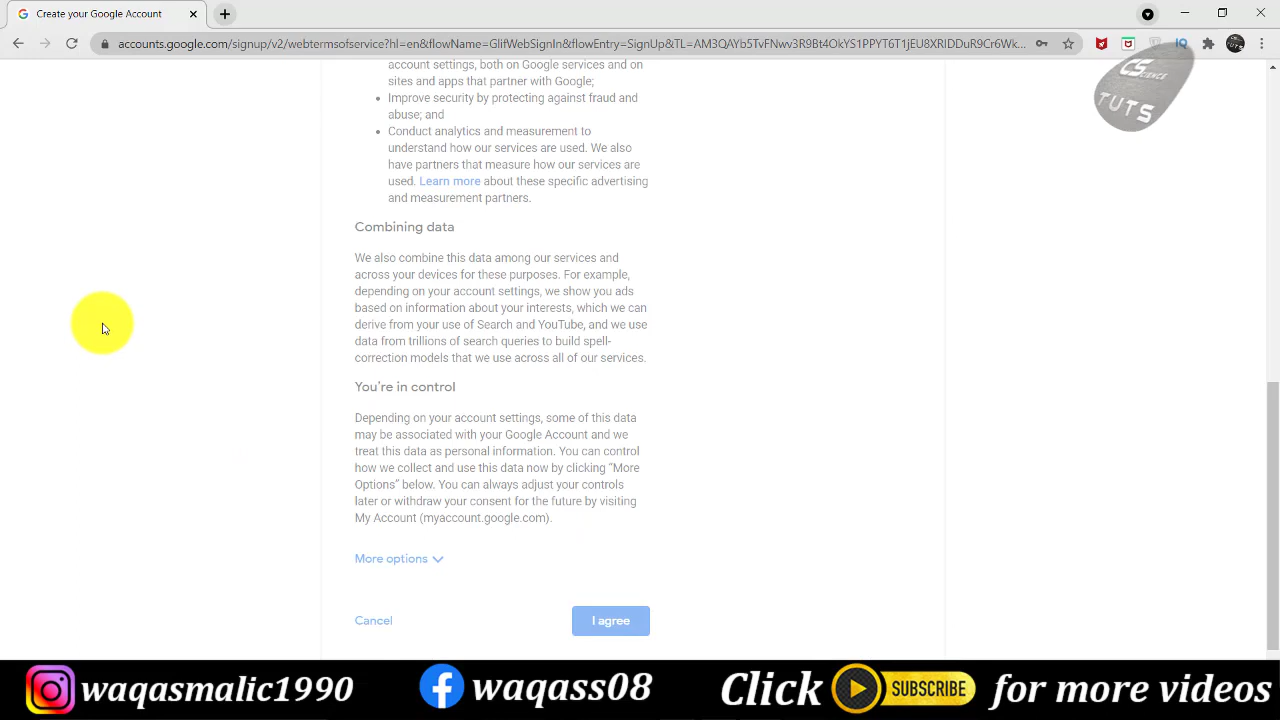 Create your Google Account
accounts.google.com/signup/v2/webtermsofservice?hl=en&flowName=GlifWebSignIn&flowEntry=SignUp&TL=AM3QAYb5TvFNwv3R9Bt4OkYS1PPYT6T1jEU8XRIDDuR9Cr6Wk...
IQ
CS
CIENCE
TUTS
account settings, both on Google services and on
sites and apps that partner with Google;
• Improve security by protecting against fraud and
abuse; and
• Conduct analytics and measurement to
understand how our services are used. We also
have partners that measure how our services are
used. Learn more about these specific advertising
and measurement partners.
Combining data
We also combine this data among our services and
across your devices for these purposes. For example,
depending on your account settings, we show you ads
based on information about your interests, which we can
derive from your use of Search and YouTube, and we use
data from trillions of search queries to build spell-
correction models that we use across all of our services.
You're in control
Depending on your account settings, some of this data
may be associated with your Google Account and we
treat this data as personal information. You can control
how we collect and use this data now by clicking “More
Options” below. You can always adjust your controls
later or withdraw your consent for the future by visiting
My Account (myaccount.google.com).
More options
Cancel
I agree
waqasmalic1990 waqass08 Click SUBSCRIBE for more videos